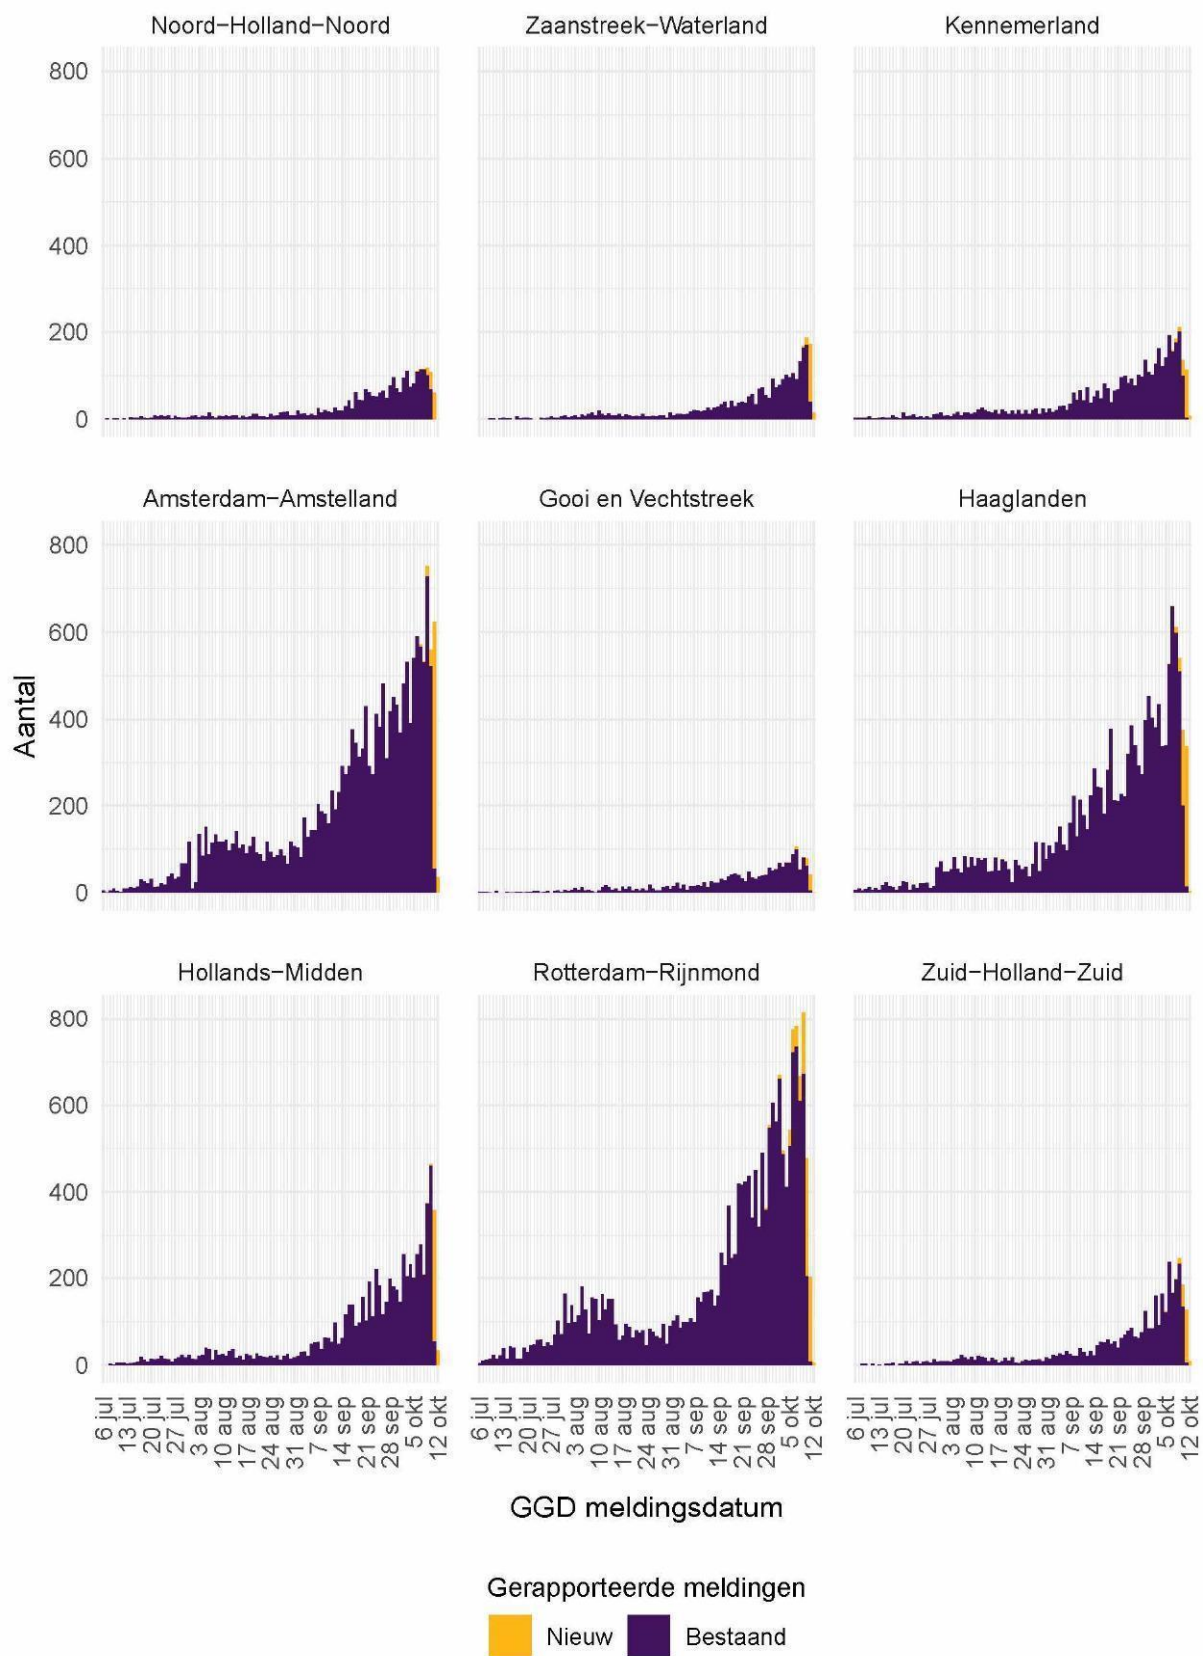 Noord−Holland−Noord Zaanstreek−Waterland Kennemerland
800
600
400
200
0
Amsterdam−Amstelland Gooi en Vechtstreek Haaglanden
800
600
400
200
0
Hollands−Midden Rotterdam−Rijnmond Zuid−Holland−Zuid
800
600
400
200
0
Aantal
6 jul 13 jul 20 jul 27 jul 3 aug 10 aug 17 aug 24 aug 31 aug 7 sep 14 sep 21 sep 28 sep 5 okt 12 okt
6 jul 13 jul 20 jul 27 jul 3 aug 10 aug 17 aug 24 aug 31 aug 7 sep 14 sep 21 sep 28 sep 5 okt 12 okt
6 jul 13 jul 20 jul 27 jul 3 aug 10 aug 17 aug 24 aug 31 aug 7 sep 14 sep 21 sep 28 sep 5 okt 12 okt
GGD meldingsdatum
Gerapporteerde meldingen
Nieuw Bestaand